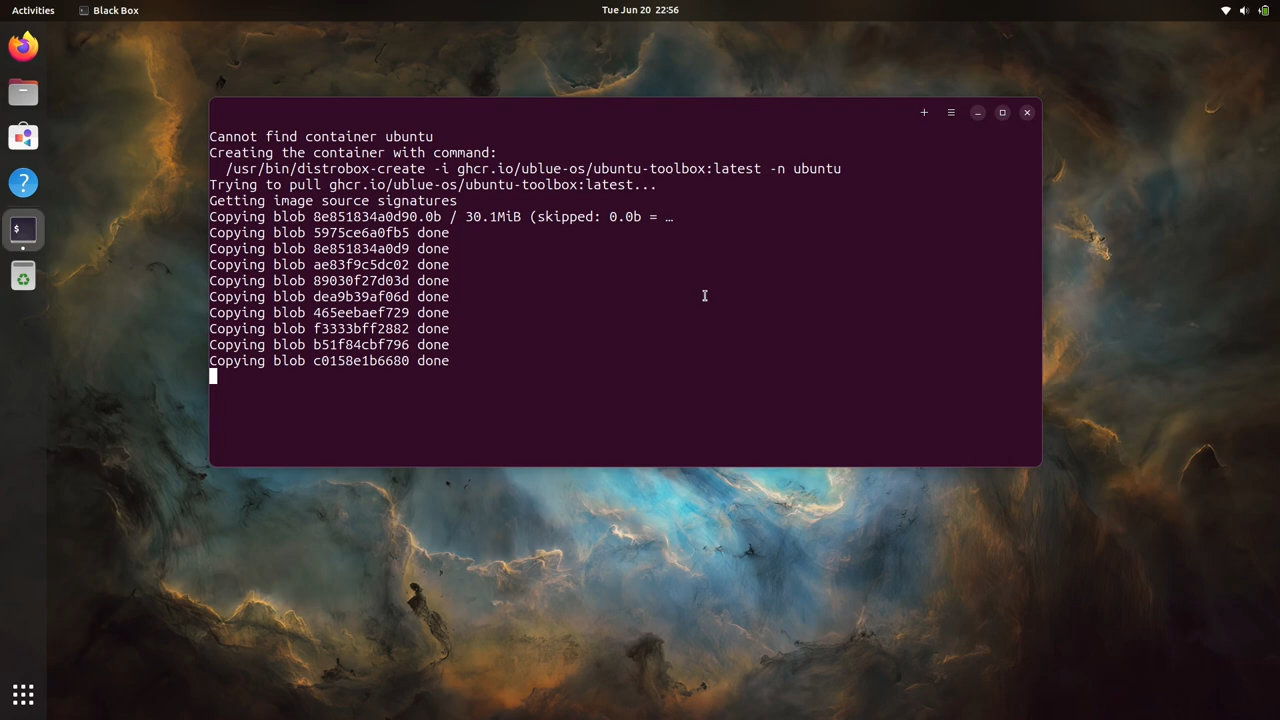 Activities
Black Box
Tue Jun 20 22:56
Cannot find container ubuntu
Creating the container with command:
/usr/bin/distrobox-create -i ghcr.io/ublue-os/ubuntu-toolbox:latest -n ubuntu
Trying to pull ghcr.io/ublue-os/ubuntu-toolbox:latest...
Getting image source signatures
Copying blob 8e851834a0d90.0b / 30.1MiB (skipped: 0.0b = …
Copying blob 5975ce6a0fb5 done
Copying blob 8e851834a0d9 done
Copying blob ae83f9c5dc02 done
Copying blob 89030f27d03d done
Copying blob dea9b39af06d done
Copying blob 465eebaef729 done
Copying blob f3333bff2882 done
Copying blob b51f84cbf796 done
Copying blob c0158e1b6680 done